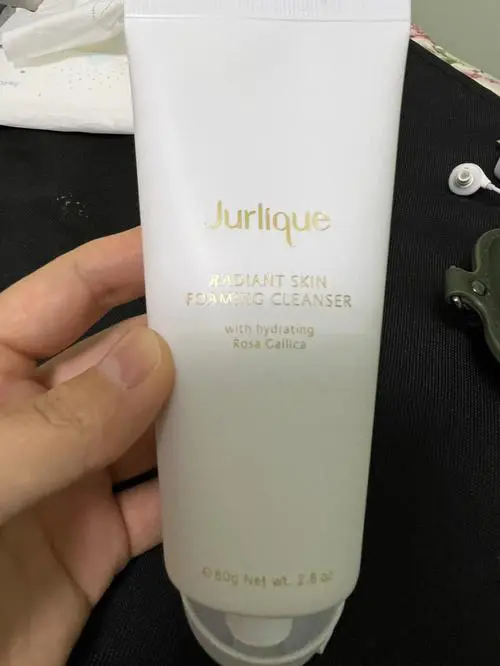 Jurlique
RADIANT SKIN
FOAMING CLEANSER
with hydrating
Rosa Gallica
℮80g Net wt. 2.8 oz